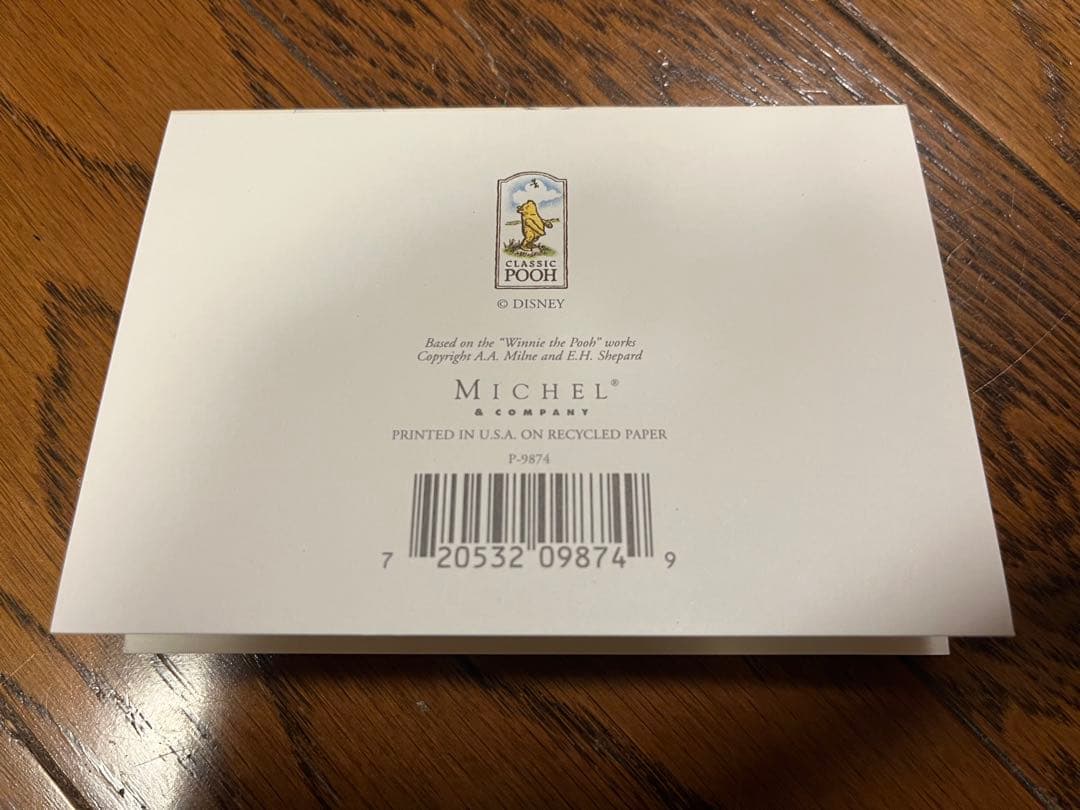 CLASSIC
POOH
© DISNEY
Based on the "Winnie the Pooh" works
Copyright A.A. Milne and E.H. Shepard
MICHEL®
& COMPANY
PRINTED IN U.S.A. ON RECYCLED PAPER
P-9874
7 20532 09874 9